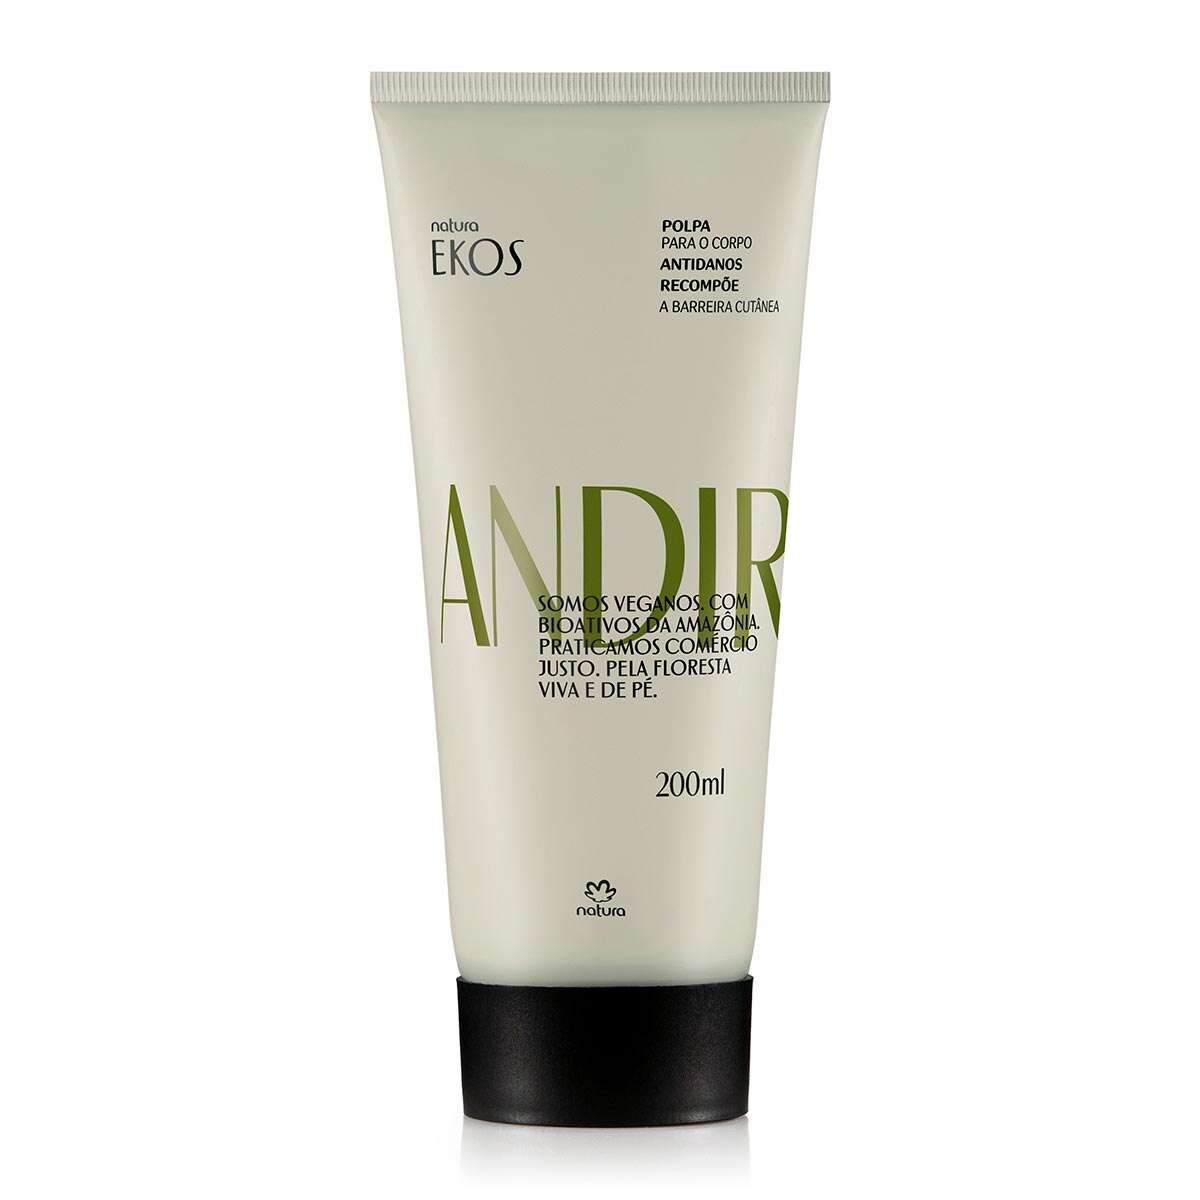 natura
EKOS
POLPA
PARA O CORPO
ANTIDANOS
RECOMPÕE
A BARREIRA CUTÂNEA
ANDIR
SOMOS VEGANOS. COM
BIOATIVOS DA AMAZÔNIA.
PRATICAMOS COMÉRCIO
JUSTO. PELA FLORESTA
VIVA E DE PÉ.
200ml
natura